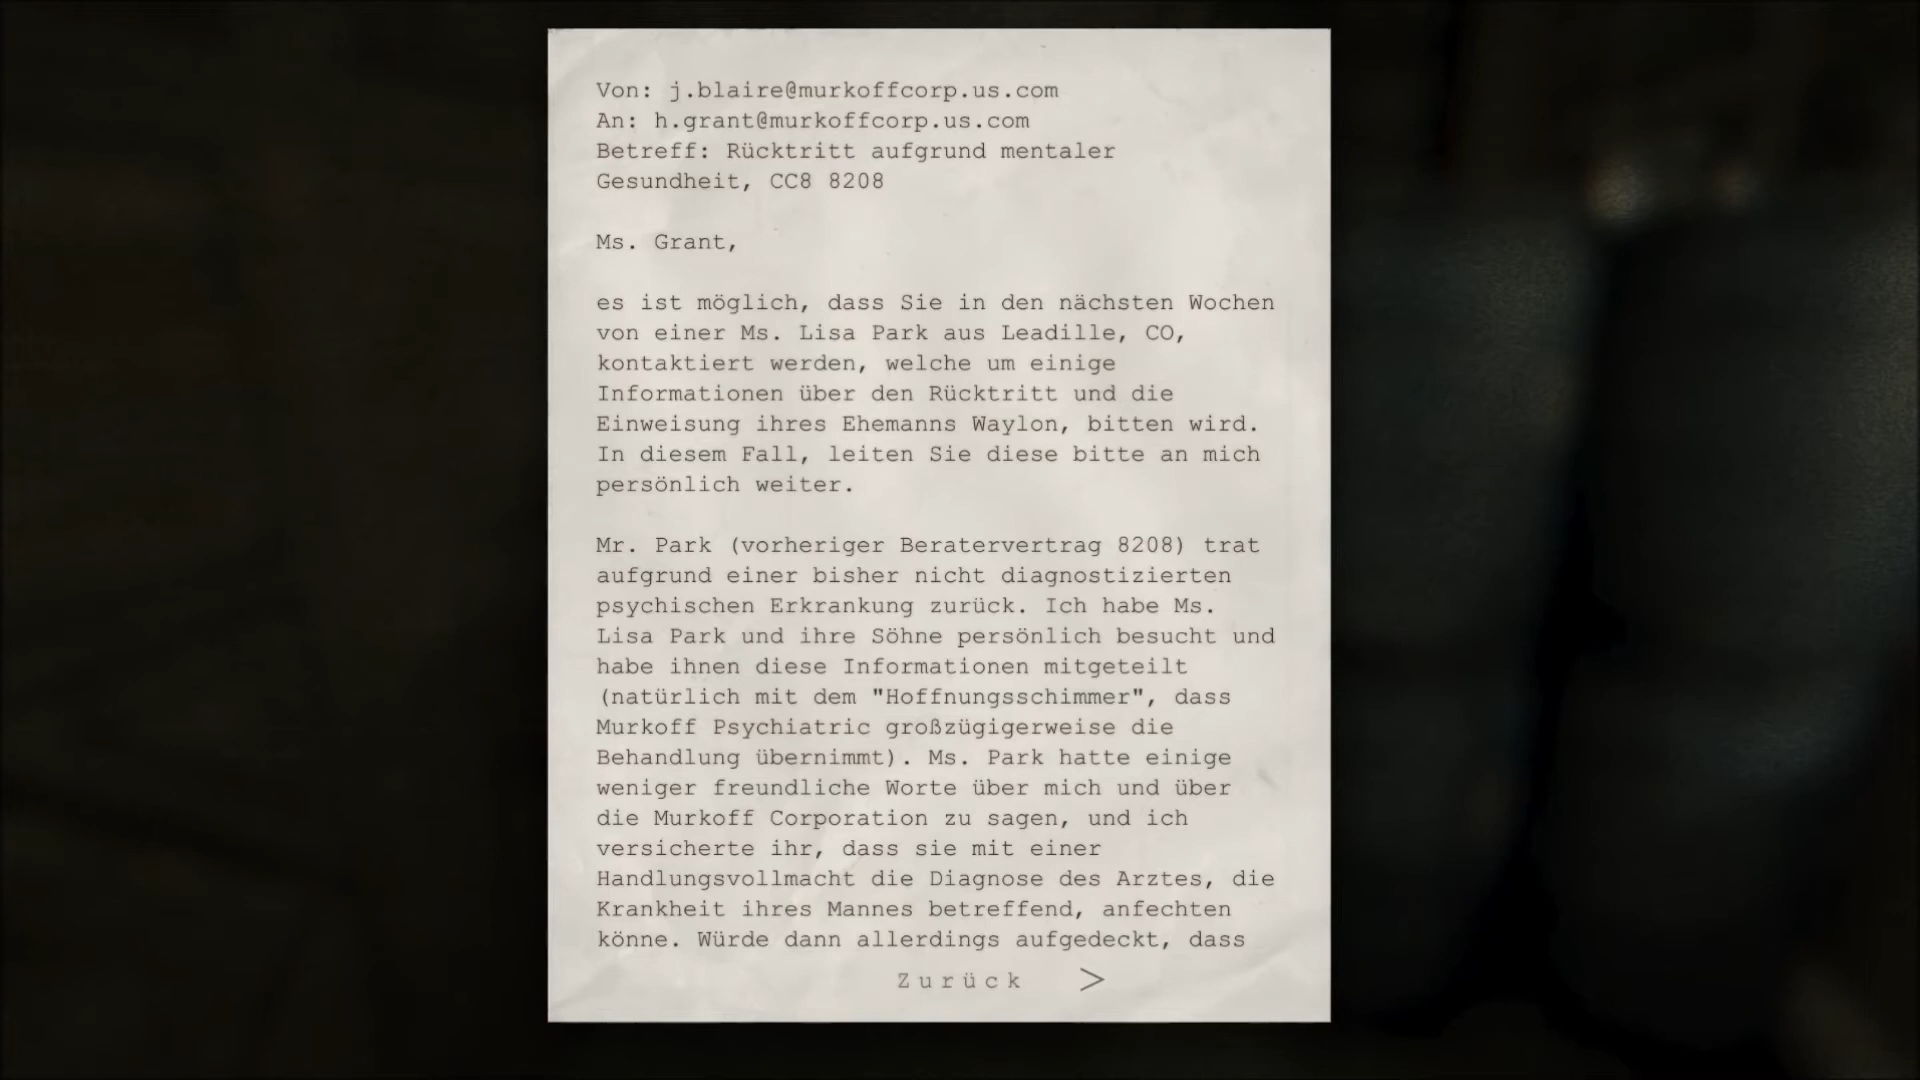 Von: j.blaire@murkoffcorp.us.com
An: h.grant@murkoffcorp.us.com
Betreff: Rücktritt aufgrund mentaler
Gesundheit, CC8 8208
Ms. Grant,
es ist möglich, dass Sie in den nächsten Wochen
von einer Ms. Lisa Park aus Leadille, CO,
kontaktiert werden, welche um einige
Informationen über den Rücktritt und die
Einweisung ihres Ehemanns Waylon, bitten wird.
In diesem Fall, leiten Sie diese bitte an mich
persönlich weiter.
Mr. Park (vorheriger Beratervertrag 8208) trat
aufgrund einer bisher nicht diagnostizierten
psychischen Erkrankung zurück. Ich habe Ms.
Lisa Park und ihre Söhne persönlich besucht und
habe ihnen diese Informationen mitgeteilt
(natürlich mit dem "Hoffnungsschimmer", dass
Murkoff Psychiatric großzügigerweise die
Behandlung übernimmt). Ms. Park hatte einige
weniger freundliche Worte über mich und über
die Murkoff Corporation zu sagen, und ich
versicherte ihr, dass sie mit einer
Handlungsvollmacht die Diagnose des Arztes, die
Krankheit ihres Mannes betreffend, anfechten
könne. Würde dann allerdings aufgedeckt, dass
Zurück >